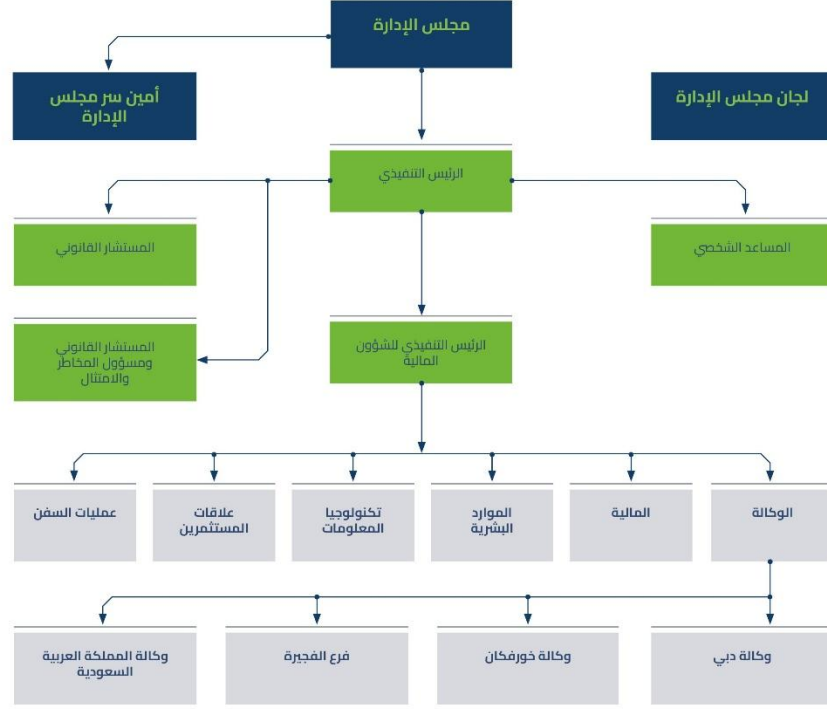 مجلس الإدارة
لجان مجلس الإدارة
أمين سر مجلس
الإدارة
الرئيس التنفيذي
المساعد الشخصي
المستشار القانوني
الرئيس التنفيذي للشؤون
المالية
المستشار القانوني
ومسؤول المخاطر
والامتثال
الوكالة
المالية
الموارد
البشرية
تكنولوجيا
المعلومات
علاقات
المستثمرين
عمليات السفن
وكالة دبي
وكالة خورفكان
فرع الفجيرة
وكالة المملكة العربية
السعودية